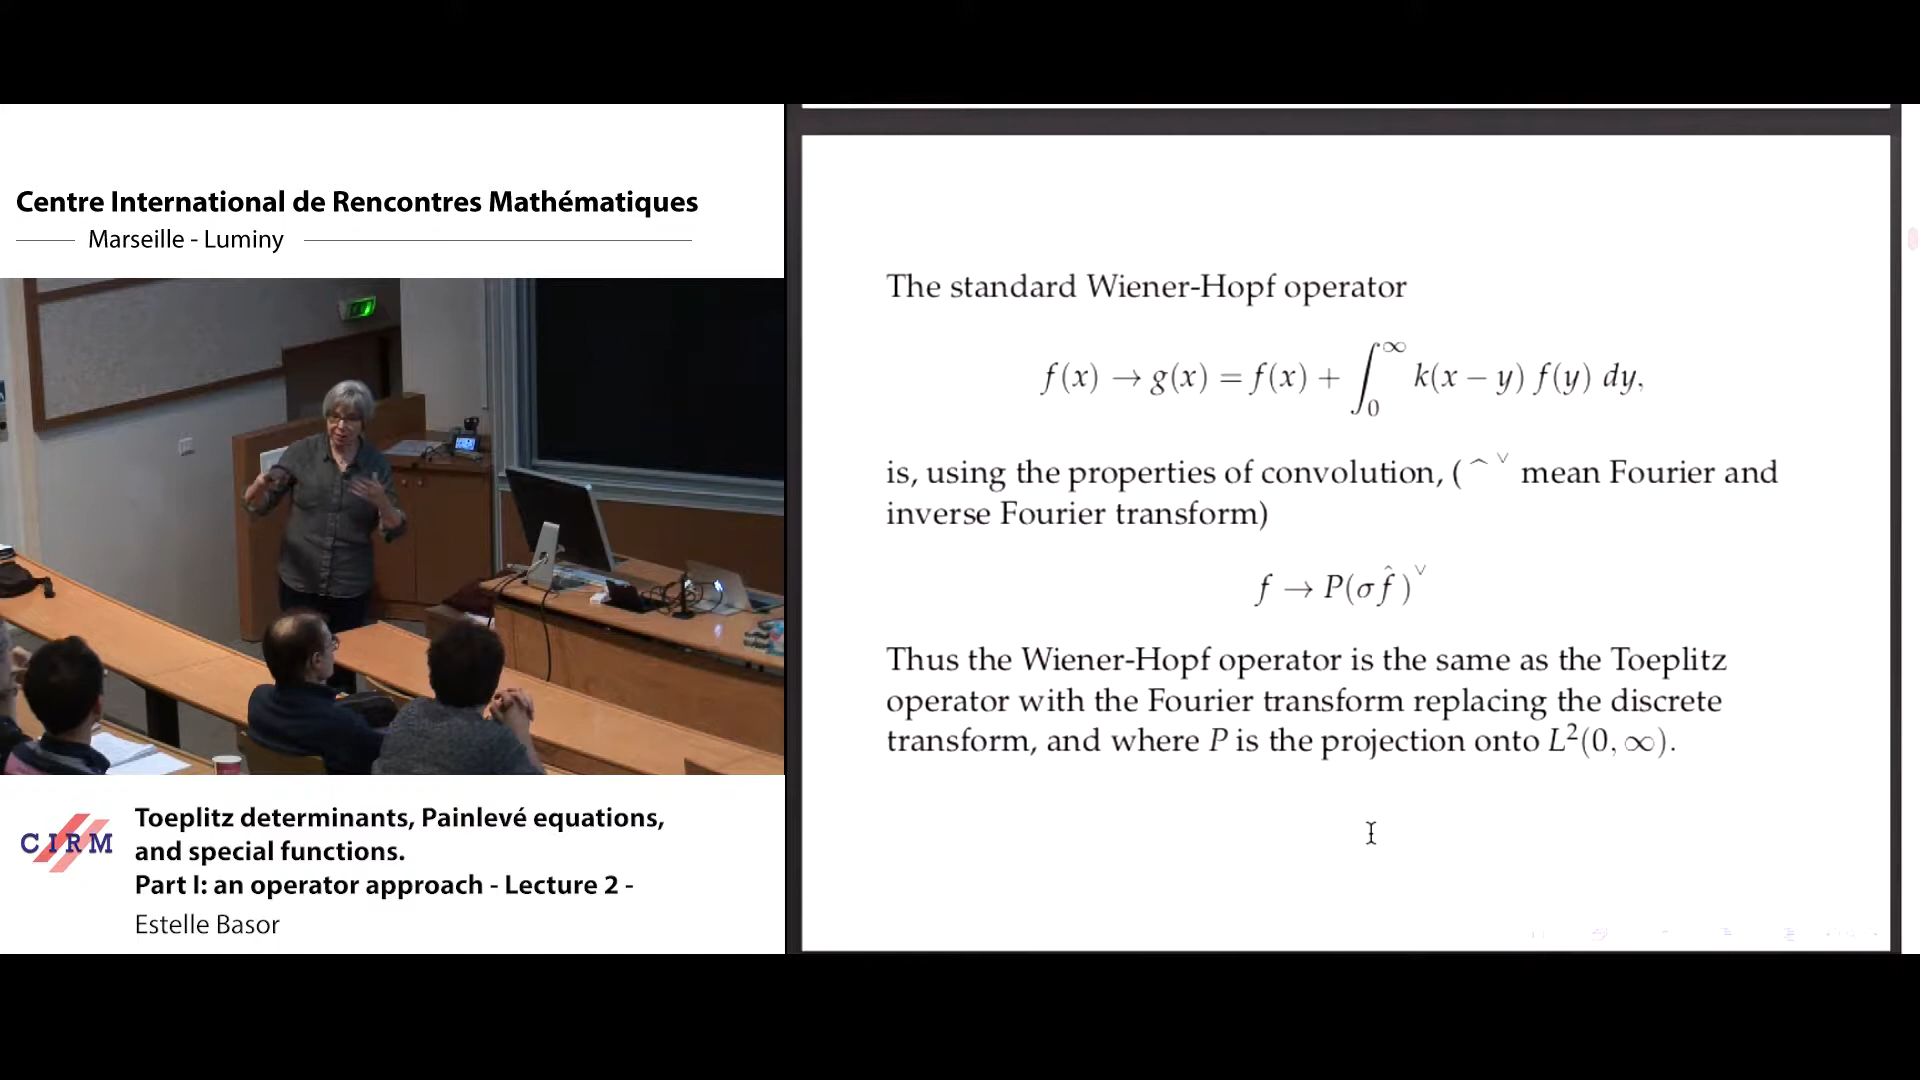 Centre International de Rencontres Mathématiques
Marseille - Luminy
CIRM
Toeplitz determinants, Painlevé equations,
and special functions.
Part I: an operator approach - Lecture 2 -
Estelle Basor
The standard Wiener-Hopf operator
f(x) → g(x) = f(x) + ∫₀^∞ k(x − y) f(y) dy,
is, using the properties of convolution, ( ⌢ ∨ mean Fourier and
inverse Fourier transform)
f → P(σf̂ )^∨
Thus the Wiener-Hopf operator is the same as the Toeplitz
operator with the Fourier transform replacing the discrete
transform, and where P is the projection onto L²(0, ∞).